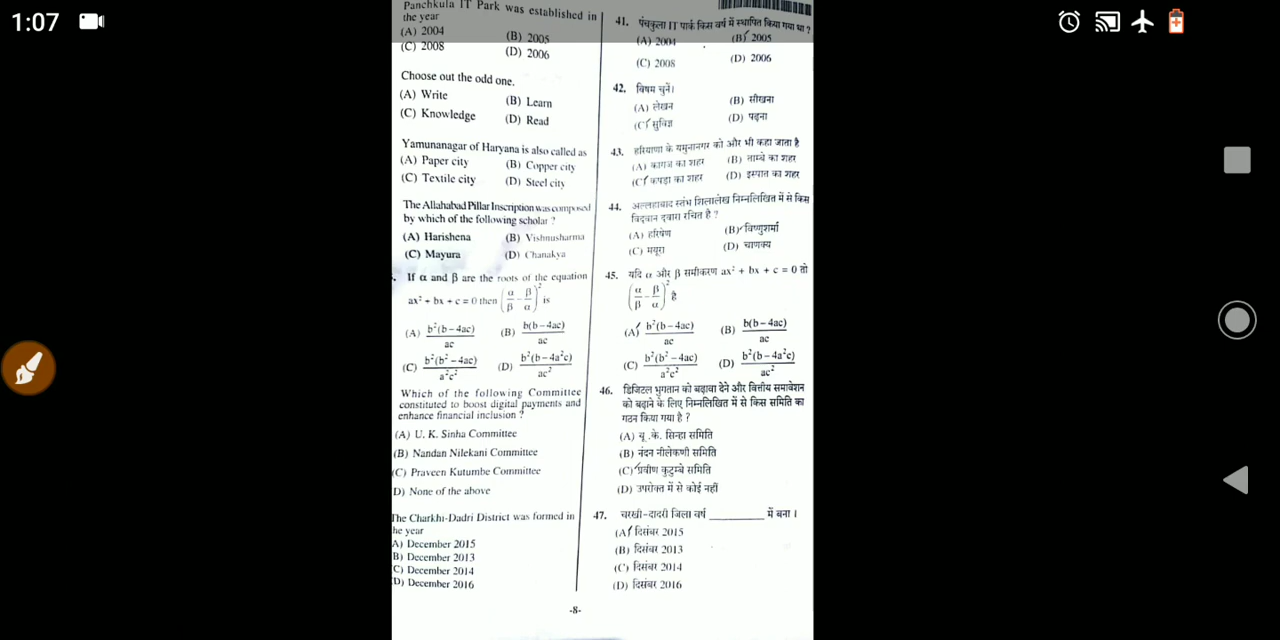 1:07
Panchkula IT Park was established in
the year
(A) 2004
(B) 2005
(C) 2008
(D) 2006
Choose out the odd one.
(A) Write
(B) Learn
(C) Knowledge
(D) Read
Yamunanagar of Haryana is also called as
(A) Paper city
(B) Copper city
(C) Textile city
(D) Steel city
The Allahabad Pillar Inscription was composed
by which of the following scholar ?
(A) Harishena
(B) Vishnusharma
(C) Mayura
(D) Chanakya
. If α and β are the roots of the equation
ax² + bx + c = 0 then (α/β - β/α)² is
(A) b²(b – 4ac)/ac
(B) b(b – 4ac)/ac
(C) b²(b² – 4ac)/a²c²
(D) b²(b – 4a²c)/ac²
Which of the following Committee
constituted to boost digital payments and
enhance financial inclusion ?
(A) U. K. Sinha Committee
(B) Nandan Nilekani Committee
(C) Praveen Kutumbe Committee
D) None of the above
The Charkhi-Dadri District was formed in
he year
A) December 2015
B) December 2013
C) December 2014
D) December 2016
41. पंचकुला IT पार्क किस वर्ष में स्थापित किया गया था ?
(A) 2004
(B) 2005
(C) 2008
(D) 2006
42. विषम चुनें।
(A) लेखन
(B) सीखना
(C) सुविज्ञ
(D) पढ़ना
43. हरियाणा के यमुनानगर को और भी कहा जाता है
(A) कागज का शहर
(B) ताम्बे का शहर
(C) कपड़ा का शहर
(D) इस्पात का शहर
44. अल्लहाबाद स्तंभ शिलालेख निम्नलिखित में से किस
विद्वान द्वारा रचित है ?
(A) हरिषेण
(B) विष्णुशर्मा
(C) मयूरा
(D) चाणक्य
45. यदि α और β समीकरण ax² + bx + c = 0 तो
(α/β - β/α)² है
(A) b²(b – 4ac)/ac
(B) b(b – 4ac)/ac
(C) b²(b² – 4ac)/a²c²
(D) b²(b – 4a²c)/ac²
46. डिजिटल भुगतान को बढ़ावा देने और वित्तीय समावेशन
को बढ़ाने के लिए निम्नलिखित में से किस समिति का
गठन किया गया है ?
(A) यू .के. सिन्हा समिति
(B) नंदन नीलेकणी समिति
(C) प्रवीण कुटुम्बे समिति
(D) उपरोक्त में से कोई नहीं
47. चरखी-दादरी जिला वर्ष ________ में बना ।
(A) दिसंबर 2015
(B) दिसंबर 2013
(C) दिसंबर 2014
(D) दिसंबर 2016
-8-